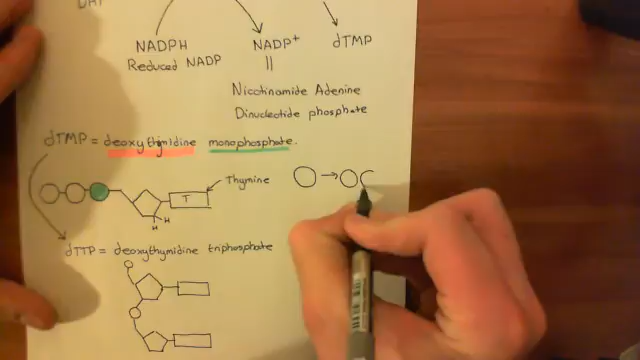 NADPH NADP+ dTMP
Reduced NADP ||
Nicotinamide Adenine
Dinucleotide phosphate
dTMP = deoxythymidine monophosphate.
Thymine
T
H
H
dTTP = deoxythymidine triphosphate